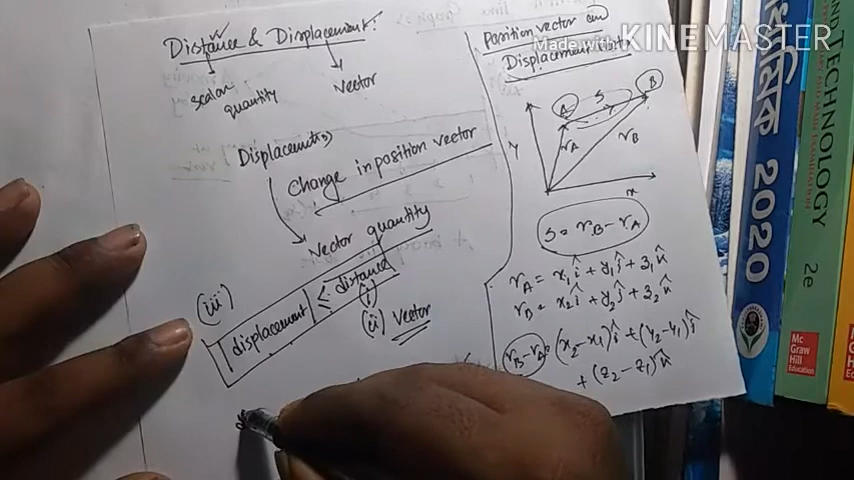 Distance & Displacement
Scalar
quantity
Vector
Displacement
Change in position vector
Vector quantity
(i)
(ii) Vector
(iii)
displacement ≤ distance
Position vector and
Displacement
Made with KINEMASTER
A
S
B
y
rA
rB
x
S = rB - rA
rA = x1î + y1ĵ + z1k̂
rB = x2î + y2ĵ + z2k̂
rB - rA = (x2 - x1)î + (y2 - y1)ĵ
+ (z2 - z1)k̂
2020
AND TECHNOLOGY
2e
Mc
Graw
Hill
Education